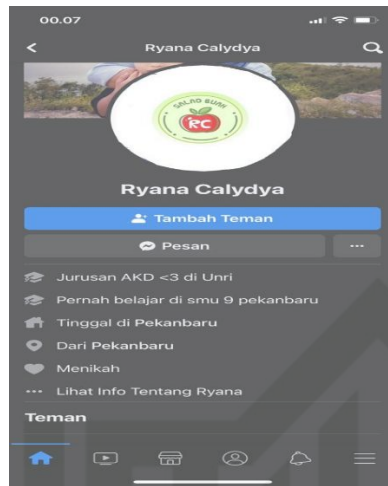 00.07
Ryana Calydya
SALAD BUAH
RC
Ryana Calydya
Tambah Teman
Pesan
Jurusan AKD <3 di Unri
Pernah belajar di smu 9 pekanbaru
Tinggal di Pekanbaru
Dari Pekanbaru
Menikah
Lihat Info Tentang Ryana
Teman